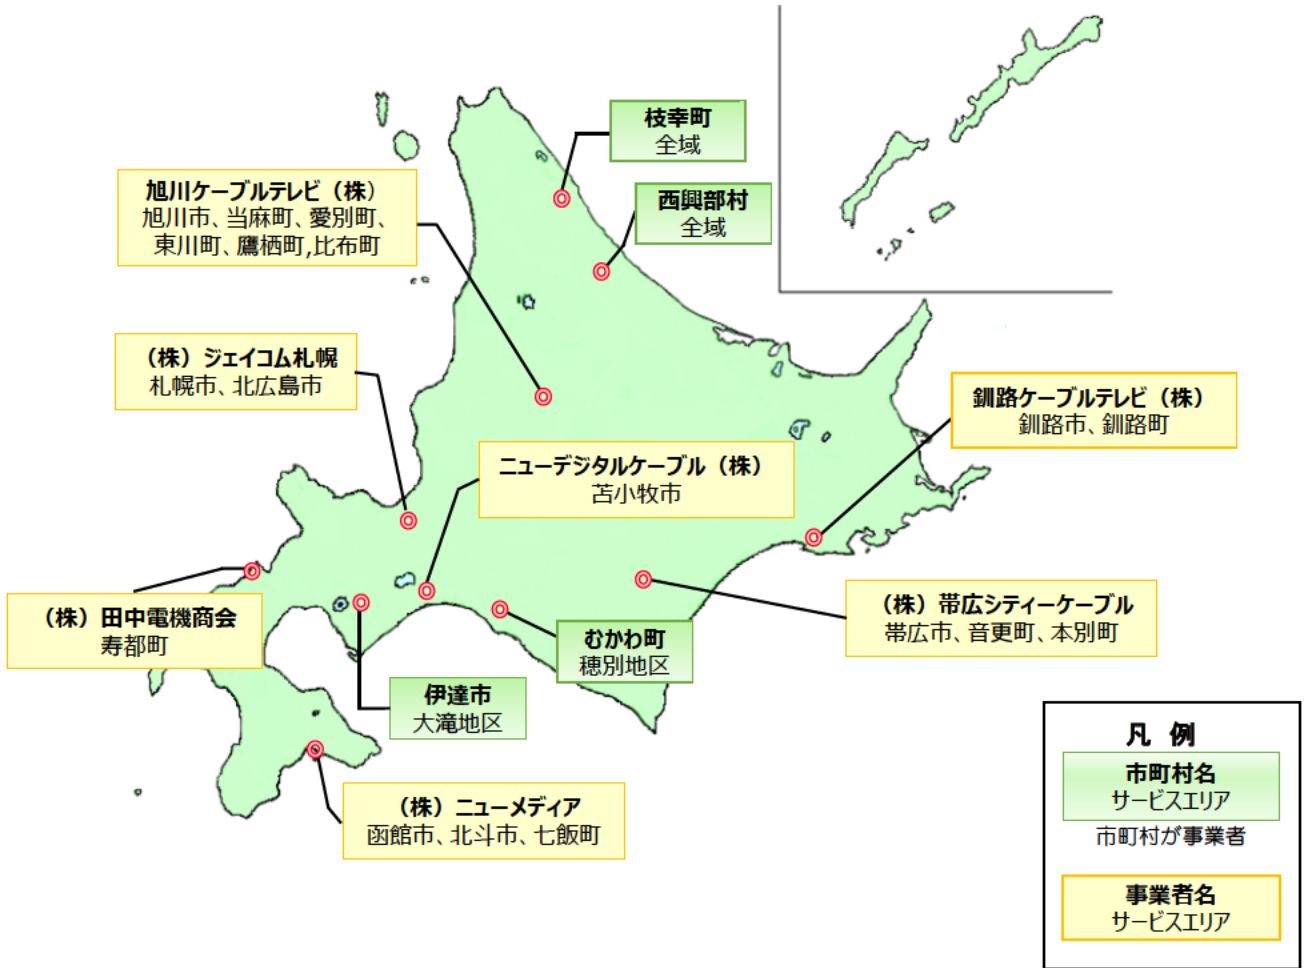 枝幸町
全域
西興部村
全域
旭川ケーブルテレビ（株）
旭川市、当麻町、愛別町、
東川町、鷹栖町,比布町
（株）ジェイコム札幌
札幌市、北広島市
釧路ケーブルテレビ（株）
釧路市、釧路町
ニューデジタルケーブル（株）
苫小牧市
（株）田中電機商会
寿都町
（株）帯広シティーケーブル
帯広市、音更町、本別町
むかわ町
穂別地区
伊達市
大滝地区
（株）ニューメディア
函館市、北斗市、七飯町
凡 例
市町村名
サービスエリア
市町村が事業者
事業者名
サービスエリア